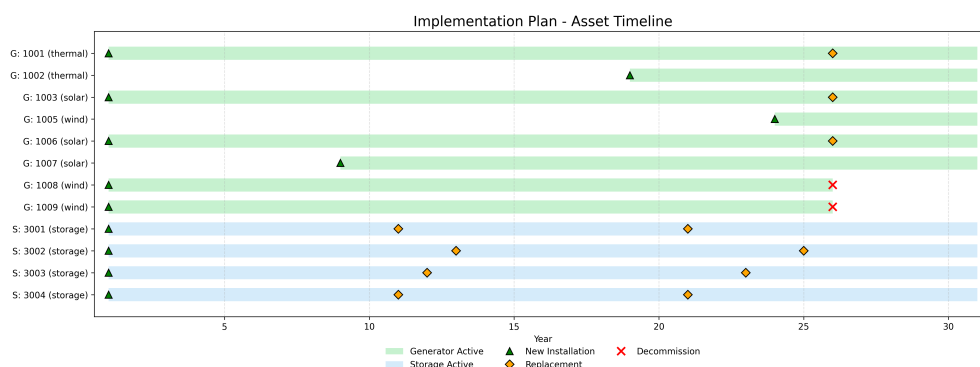 Implementation Plan - Asset Timeline
G: 1001 (thermal)
G: 1002 (thermal)
G: 1003 (solar)
G: 1005 (wind)
G: 1006 (solar)
G: 1007 (solar)
G: 1008 (wind)
G: 1009 (wind)
S: 3001 (storage)
S: 3002 (storage)
S: 3003 (storage)
S: 3004 (storage)
5 10 15 20 25 30
Year
Generator Active New Installation Decommission
Storage Active Replacement